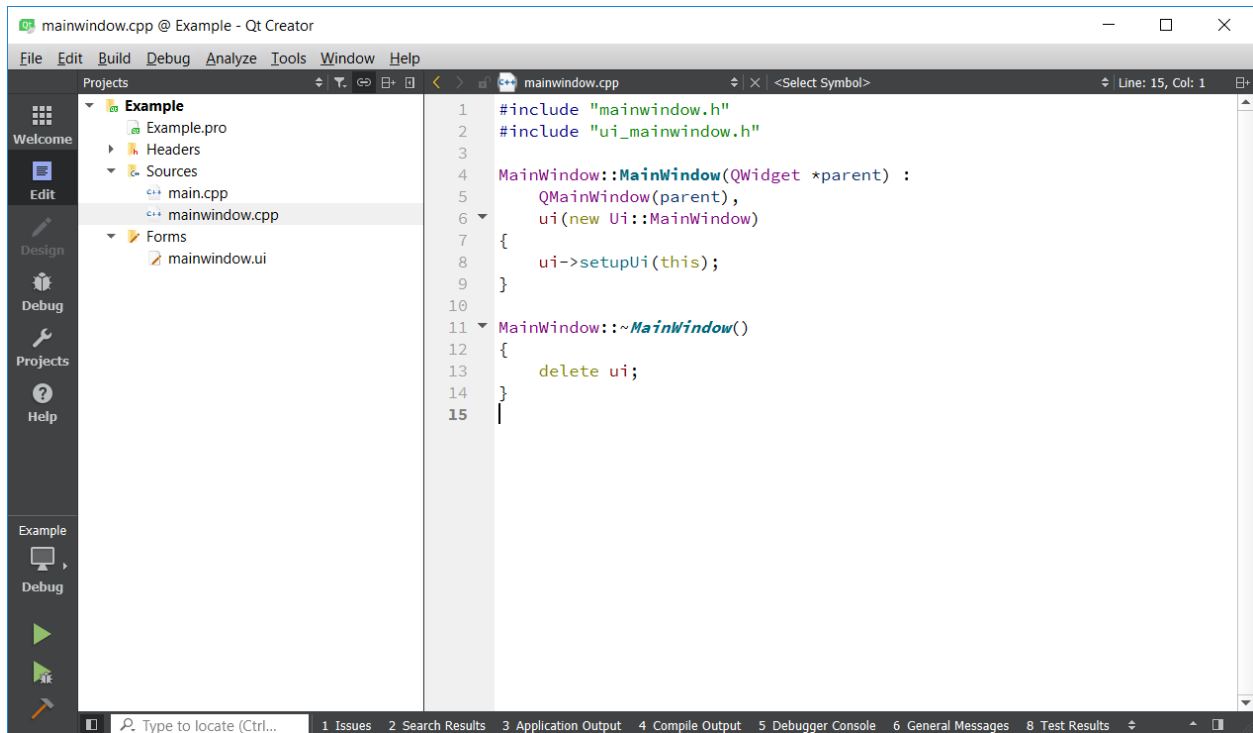 mainwindow.cpp @ Example - Qt Creator
File Edit Build Debug Analyze Tools Window Help
Projects
mainwindow.cpp
<Select Symbol>
Line: 15, Col: 1
Welcome
Edit
Design
Debug
Projects
Help
Example
Debug
Example
Example.pro
Headers
Sources
main.cpp
mainwindow.cpp
Forms
mainwindow.ui
1 #include "mainwindow.h"
2 #include "ui_mainwindow.h"
3
4 MainWindow::MainWindow(QWidget *parent) :
5     QMainWindow(parent),
6     ui(new Ui::MainWindow)
7 {
8     ui->setupUi(this);
9 }
10
11 MainWindow::~MainWindow()
12 {
13     delete ui;
14 }
15
Type to locate (Ctrl...
1 Issues 2 Search Results 3 Application Output 4 Compile Output 5 Debugger Console 6 General Messages 8 Test Results